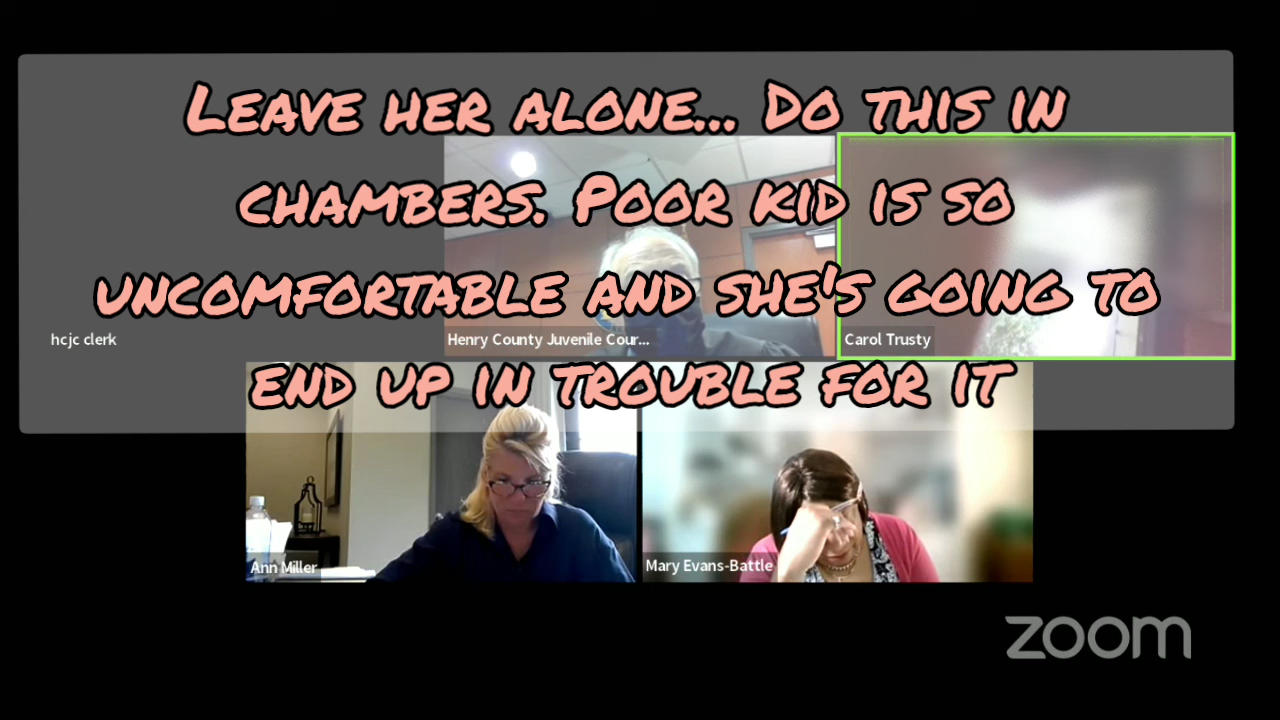 Leave her alone... Do this in
chambers. Poor kid is so
uncomfortable and she's going to
end up in trouble for it
hcjc clerk
Henry County Juvenile Cour...
Carol Trusty
Ann Miller
Mary Evans-Battle
zoom